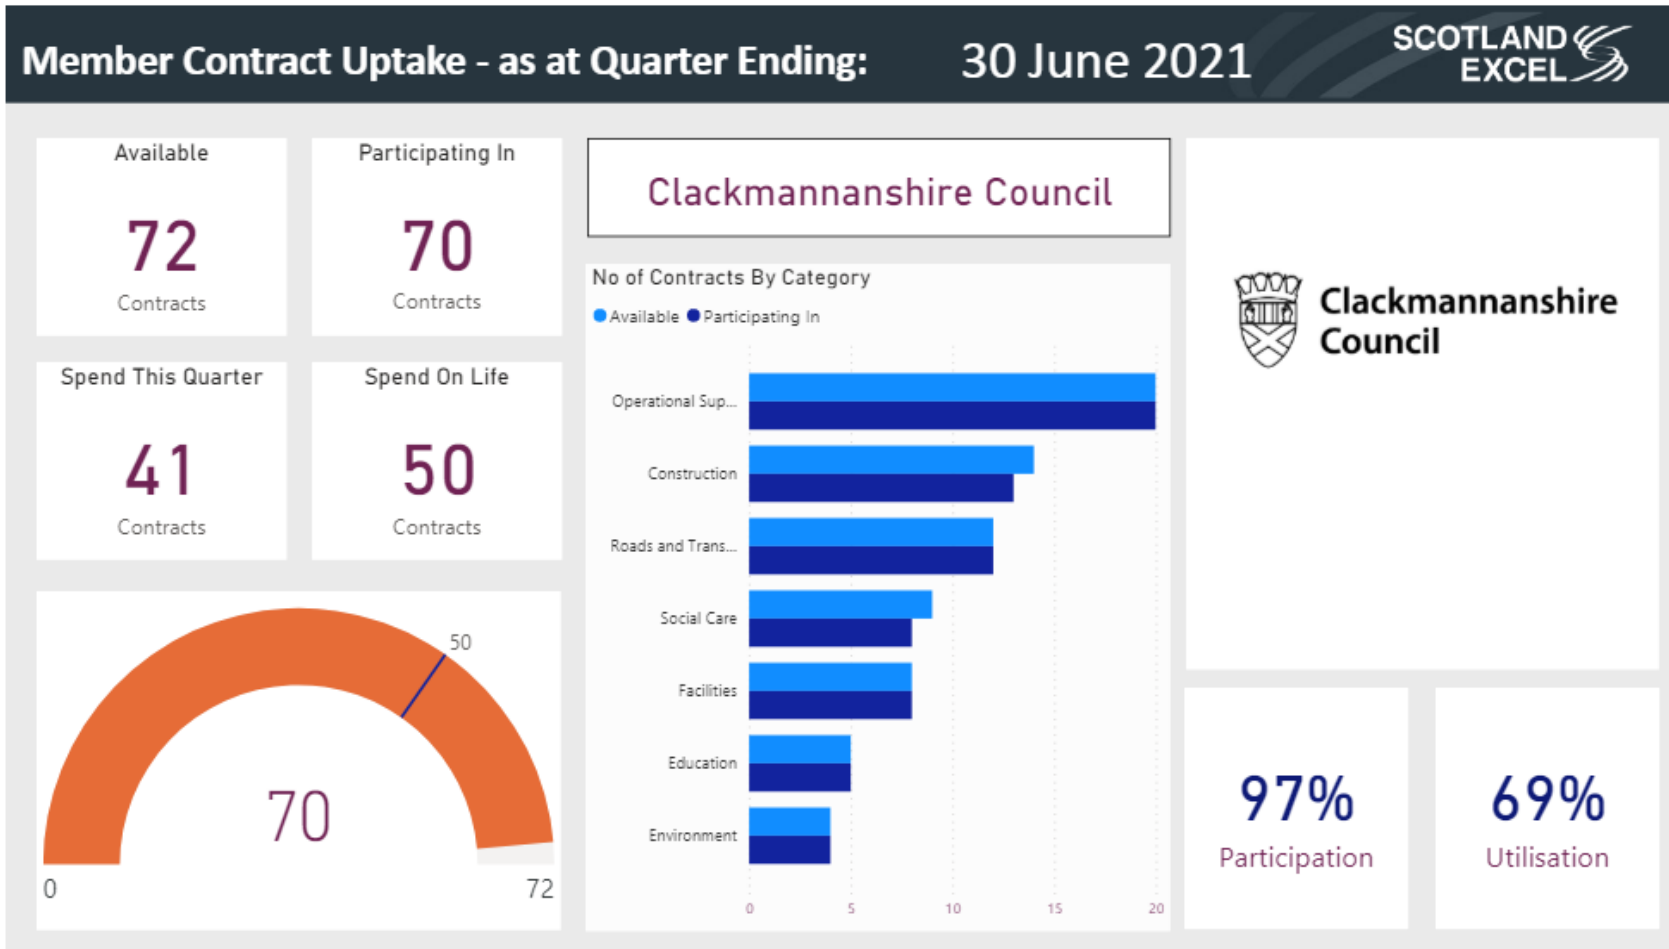 Member Contract Uptake - as at Quarter Ending:
30 June 2021
SCOTLAND
EXCEL
Available
72
Contracts
Participating In
70
Contracts
Spend This Quarter
41
Contracts
Spend On Life
50
Contracts
50
70
0
72
Clackmannanshire Council
No of Contracts By Category
Available Participating In
Operational Sup...
Construction
Roads and Trans...
Social Care
Facilities
Education
Environment
0 5 10 15 20
Clackmannanshire
Council
97%
Participation
69%
Utilisation